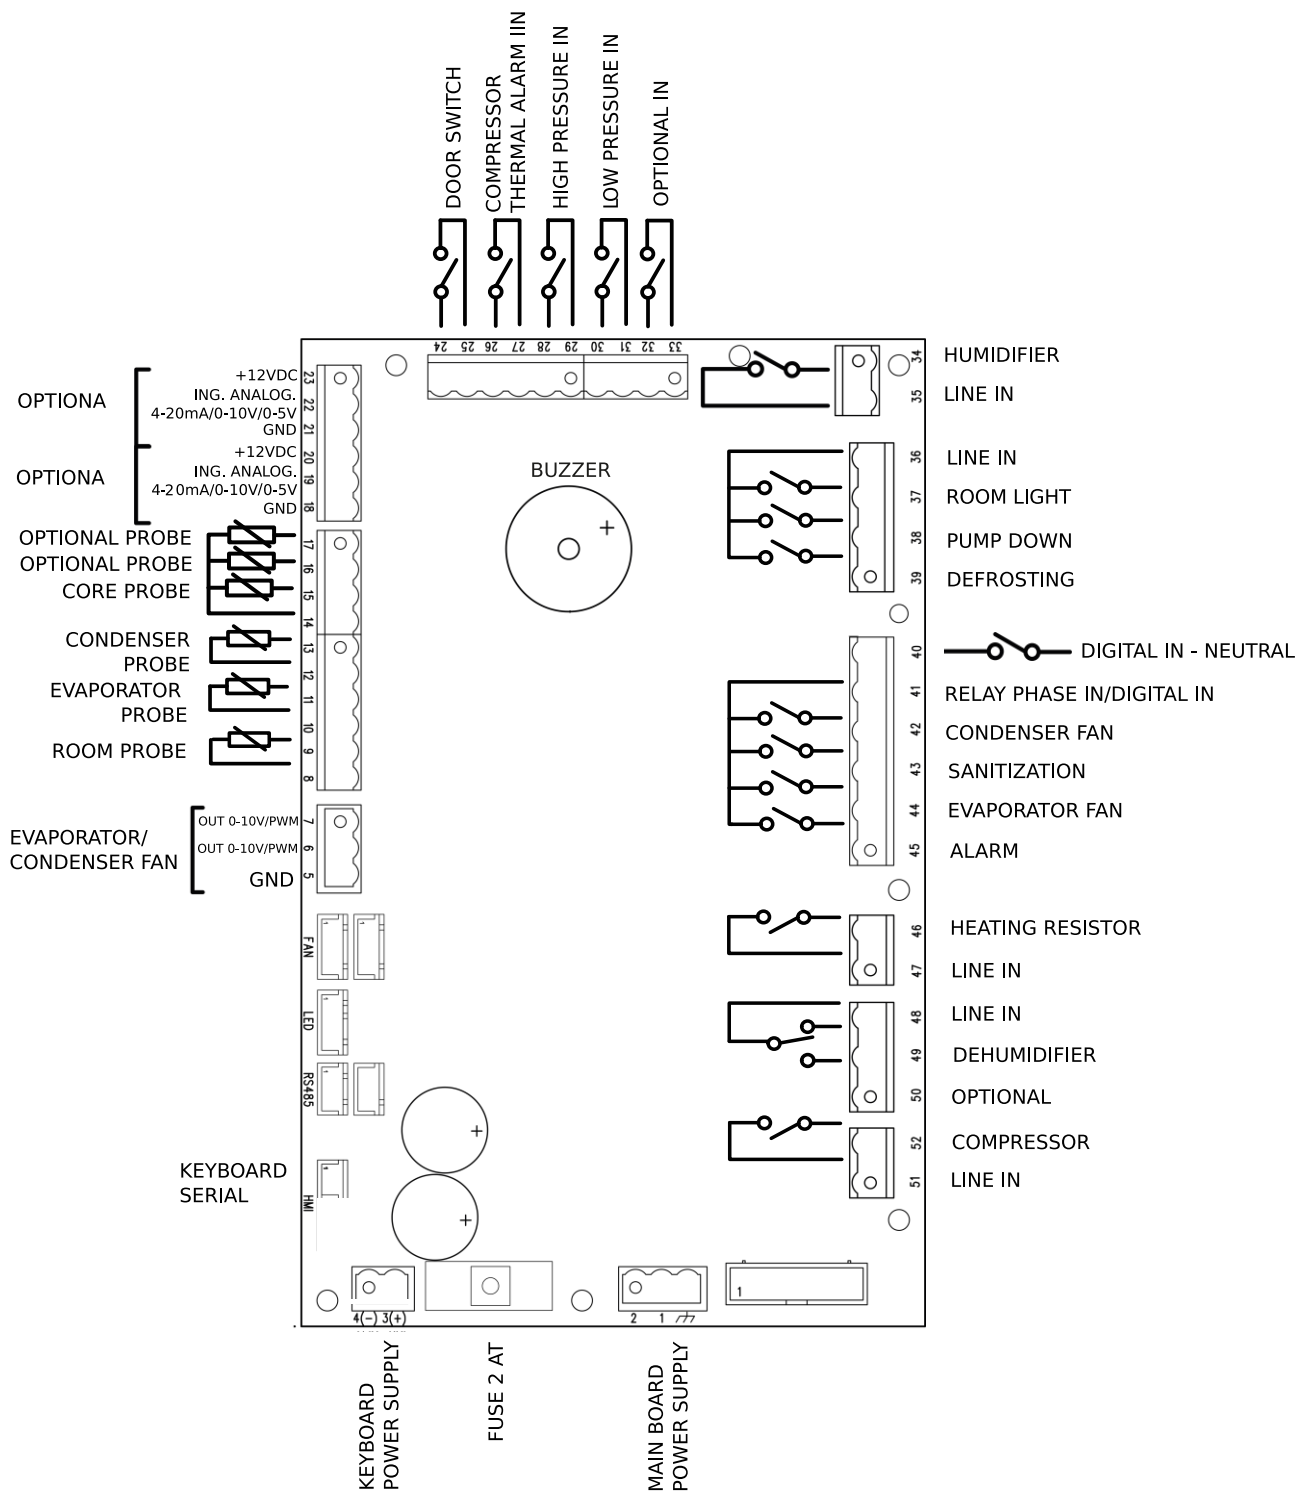 DOOR SWITCH
COMPRESSOR
THERMAL ALARM IIN
HIGH PRESSURE IN
LOW PRESSURE IN
OPTIONAL IN
24 25 26 27 28 29 30 31 32 33
OPTIONA
+12VDC
ING. ANALOG.
4-20mA/0-10V/0-5V
GND
OPTIONA
+12VDC
ING. ANALOG.
4-20mA/0-10V/0-5V
GND
23
22
21
20
19
18
OPTIONAL PROBE
OPTIONAL PROBE
CORE PROBE
17
16
15
14
CONDENSER
PROBE
EVAPORATOR
PROBE
ROOM PROBE
13
12
11
10
9
8
EVAPORATOR/
CONDENSER FAN
OUT 0-10V/PWM
OUT 0-10V/PWM
GND
7
6
5
FAN
LED
RS485
KEYBOARD
SERIAL
HMI
BUZZER
+
+
+
34
HUMIDIFIER
35
LINE IN
36
LINE IN
37
ROOM LIGHT
38
PUMP DOWN
39
DEFROSTING
40
DIGITAL IN - NEUTRAL
41
RELAY PHASE IN/DIGITAL IN
42
CONDENSER FAN
43
SANITIZATION
44
EVAPORATOR FAN
45
ALARM
46
HEATING RESISTOR
47
LINE IN
48
LINE IN
49
DEHUMIDIFIER
50
OPTIONAL
52
COMPRESSOR
51
LINE IN
1
4(-) 3(+)
2 1
KEYBOARD
POWER SUPPLY
FUSE 2 AT
MAIN BOARD
POWER SUPPLY